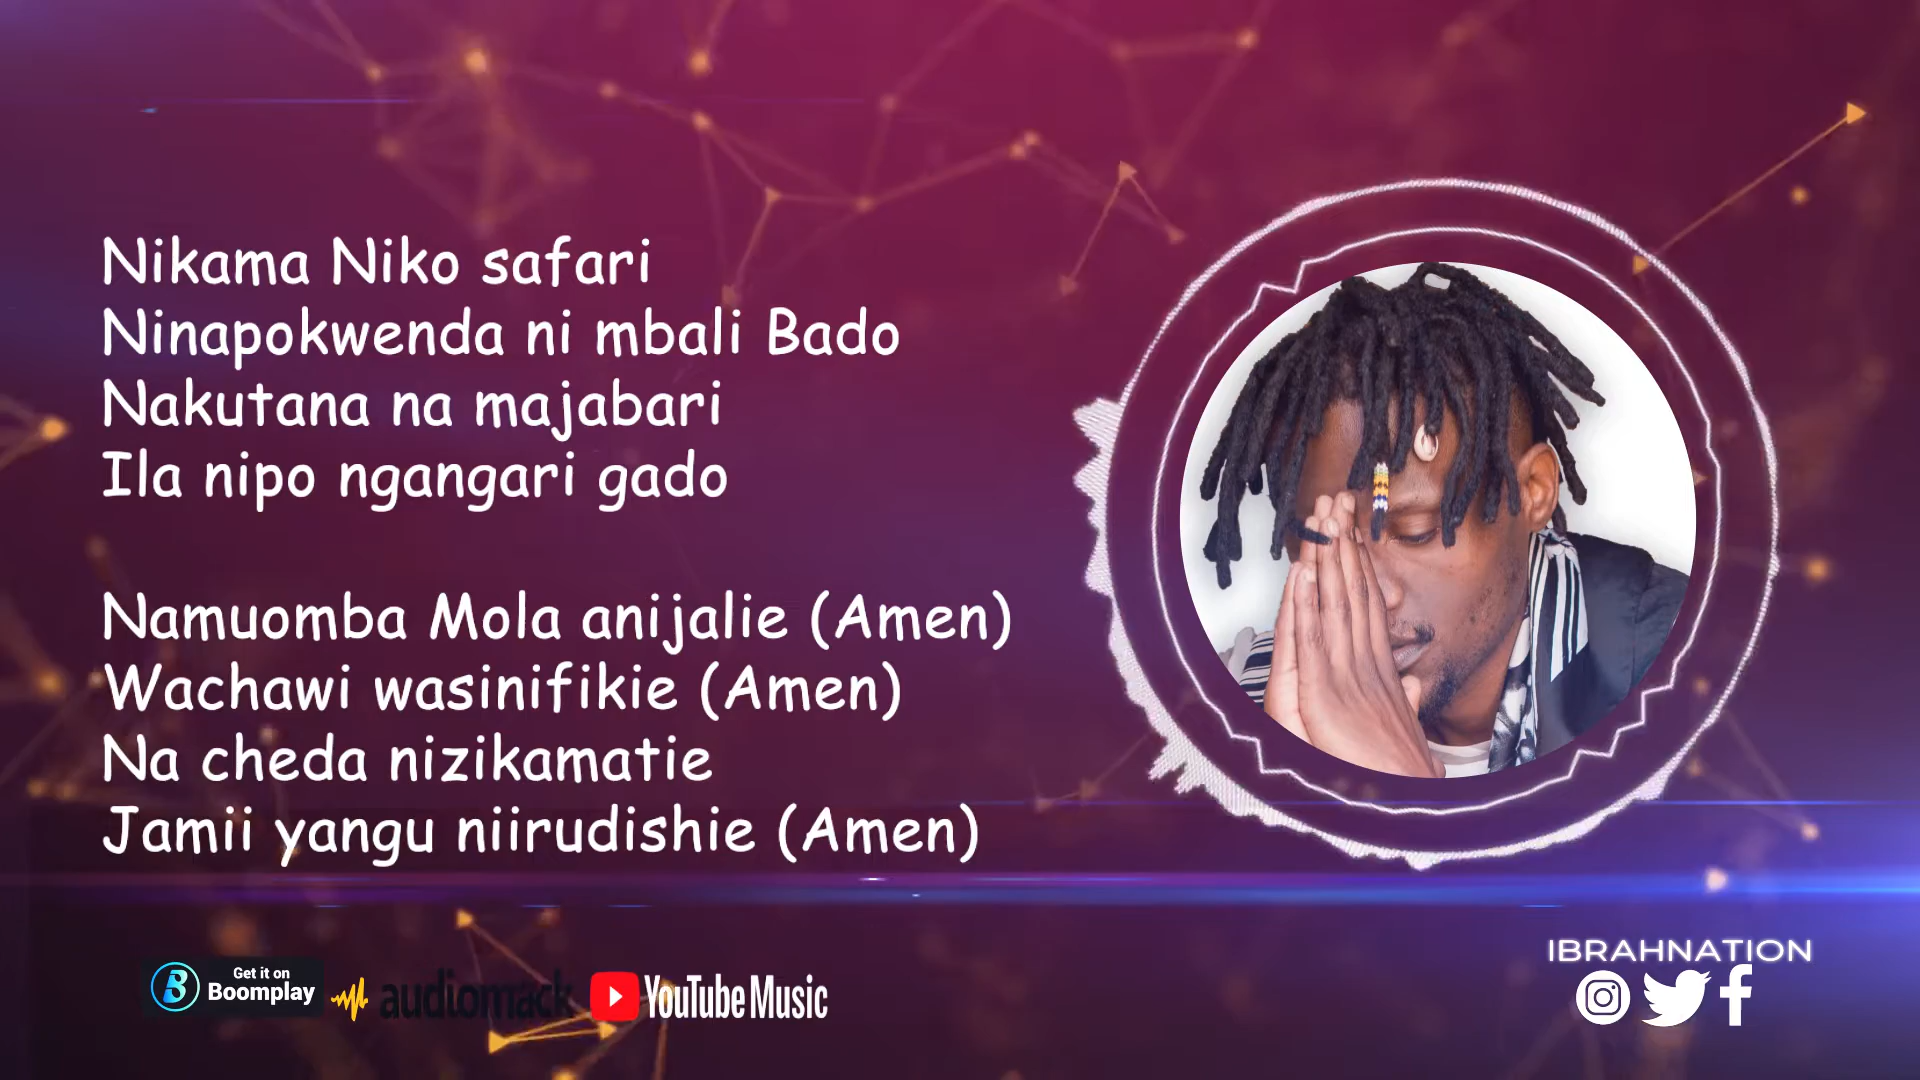 Nikama Niko safari
Ninapokwenda ni mbali Bado
Nakutana na majabari
Ila nipo ngangari gado
Namuomba Mola anijalie (Amen)
Wachawi wasinifikie (Amen)
Na cheda nizikamatie
Jamii yangu niirudishie (Amen)
Get it on
Boomplay
audiomack
YouTube Music
IBRAHNATION